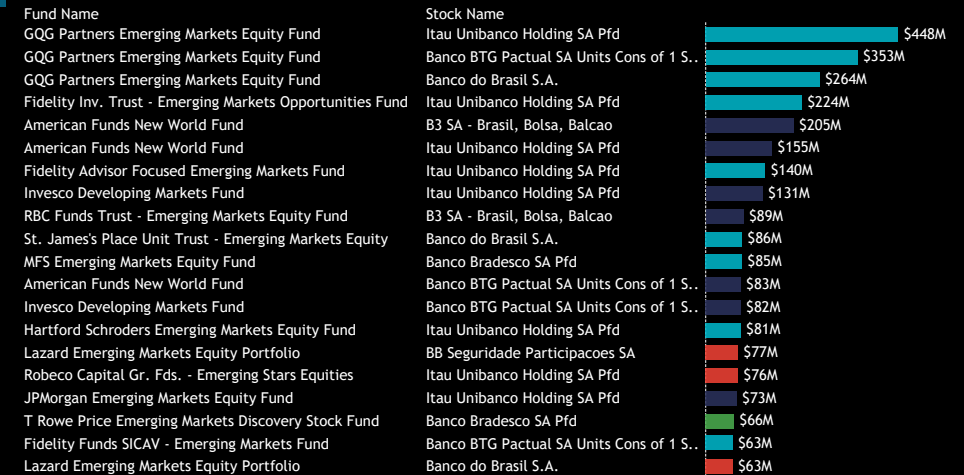 Fund Name Stock Name
GQG Partners Emerging Markets Equity Fund Itau Unibanco Holding SA Pfd $448M
GQG Partners Emerging Markets Equity Fund Banco BTG Pactual SA Units Cons of 1 S.. $353M
GQG Partners Emerging Markets Equity Fund Banco do Brasil S.A. $264M
Fidelity Inv. Trust - Emerging Markets Opportunities Fund Itau Unibanco Holding SA Pfd $224M
American Funds New World Fund B3 SA - Brasil, Bolsa, Balcao $205M
American Funds New World Fund Itau Unibanco Holding SA Pfd $155M
Fidelity Advisor Focused Emerging Markets Fund Itau Unibanco Holding SA Pfd $140M
Invesco Developing Markets Fund Itau Unibanco Holding SA Pfd $131M
RBC Funds Trust - Emerging Markets Equity Fund B3 SA - Brasil, Bolsa, Balcao $89M
St. James's Place Unit Trust - Emerging Markets Equity Banco do Brasil S.A. $86M
MFS Emerging Markets Equity Fund Banco Bradesco SA Pfd $85M
American Funds New World Fund Banco BTG Pactual SA Units Cons of 1 S.. $83M
Invesco Developing Markets Fund Banco BTG Pactual SA Units Cons of 1 S.. $82M
Hartford Schroders Emerging Markets Equity Fund Itau Unibanco Holding SA Pfd $81M
Lazard Emerging Markets Equity Portfolio BB Seguridade Participacoes SA $77M
Robeco Capital Gr. Fds. - Emerging Stars Equities Itau Unibanco Holding SA Pfd $76M
JPMorgan Emerging Markets Equity Fund Itau Unibanco Holding SA Pfd $73M
T Rowe Price Emerging Markets Discovery Stock Fund Banco Bradesco SA Pfd $66M
Fidelity Funds SICAV - Emerging Markets Fund Banco BTG Pactual SA Units Cons of 1 S.. $63M
Lazard Emerging Markets Equity Portfolio Banco do Brasil S.A. $63M